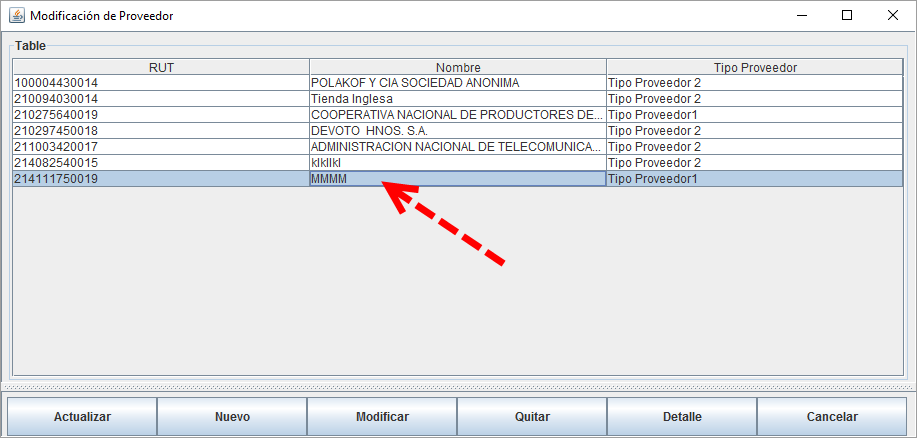 Modificación de Proveedor
Table
RUT Nombre Tipo Proveedor
100004430014 POLAKOF Y CIA SOCIEDAD ANONIMA Tipo Proveedor 2
210094030014 Tienda Inglesa Tipo Proveedor 2
210275640019 COOPERATIVA NACIONAL DE PRODUCTORES DE... Tipo Proveedor1
210297450018 DEVOTO HNOS. S.A. Tipo Proveedor 2
211003420017 ADMINISTRACION NACIONAL DE TELECOMUNICA... Tipo Proveedor 2
214082540015 Tipo Proveedor 2
214111750019 MMMM Tipo Proveedor1
Actualizar Nuevo Modificar Quitar Detalle Cancelar